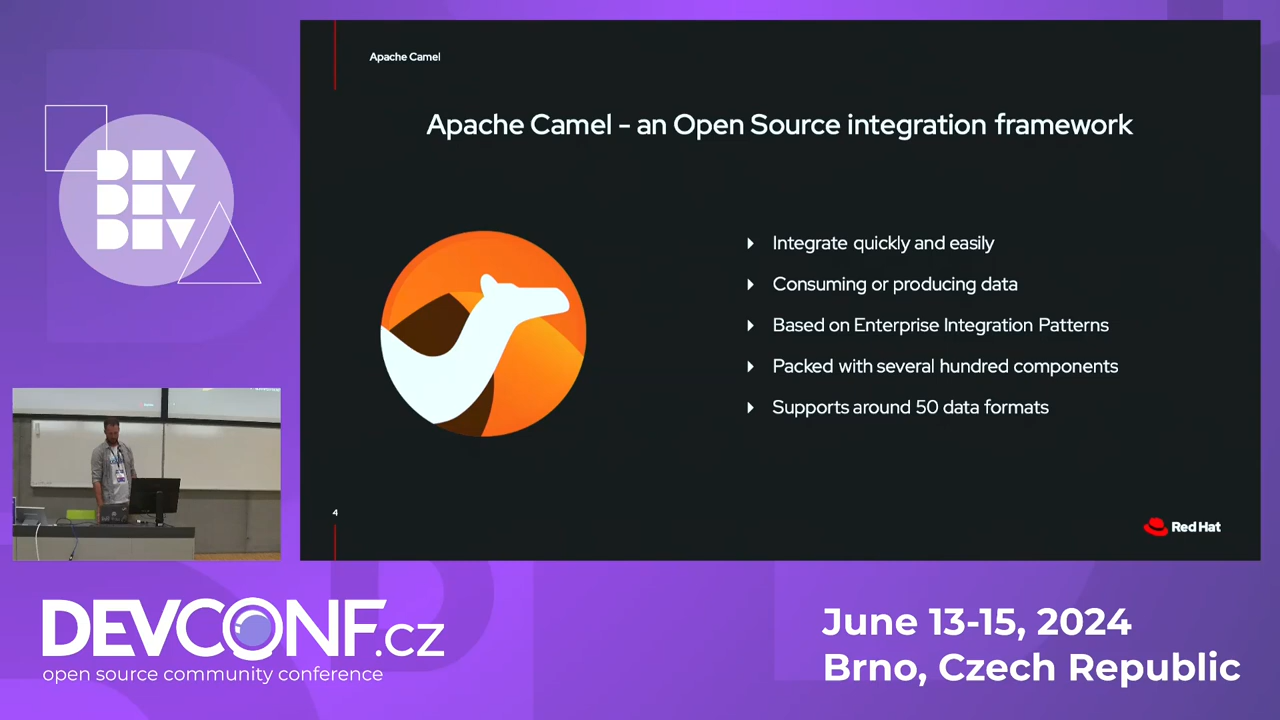 DEV
DEV
DEV
Apache Camel
Apache Camel - an Open Source integration framework
Integrate quickly and easily
Consuming or producing data
Based on Enterprise Integration Patterns
Packed with several hundred components
Supports around 50 data formats
4
Red Hat
DEVCONF.cz
open source community conference
June 13-15, 2024
Brno, Czech Republic